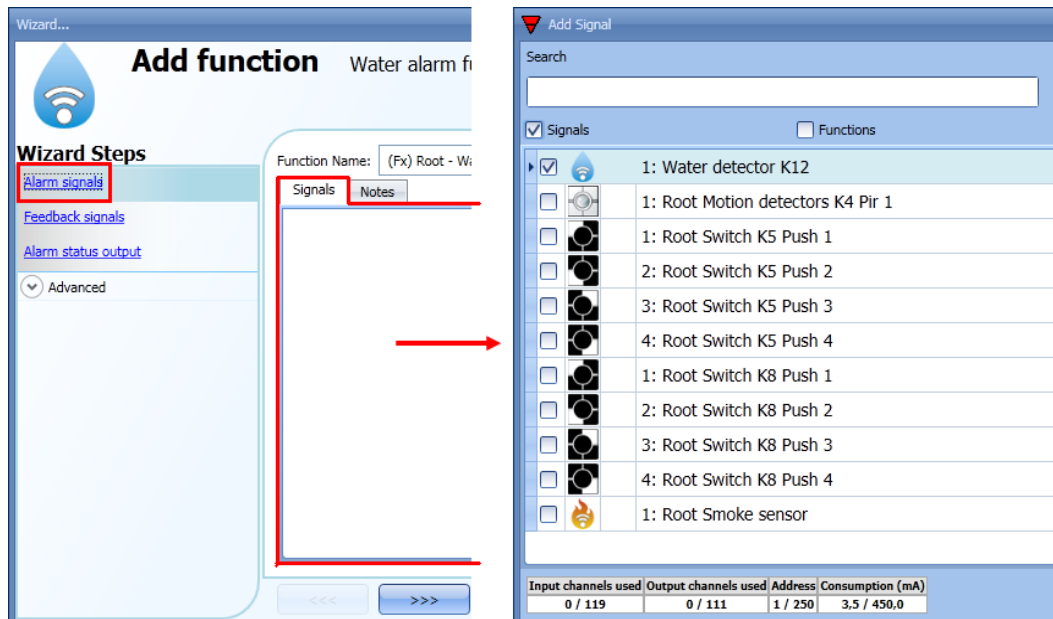 Wizard...
Add function Water alarm fu
Wizard Steps
Alarm signals
Feedback signals
Alarm status output
Advanced
Function Name: (Fx) Root - Wa
Signals Notes
<<< >>>
Add Signal
Search
Signals Functions
1: Water detector K12
1: Root Motion detectors K4 Pir 1
1: Root Switch K5 Push 1
2: Root Switch K5 Push 2
3: Root Switch K5 Push 3
4: Root Switch K5 Push 4
1: Root Switch K8 Push 1
2: Root Switch K8 Push 2
3: Root Switch K8 Push 3
4: Root Switch K8 Push 4
1: Root Smoke sensor
Input channels used Output channels used Address Consumption (mA)
0 / 119 0 / 111 1 / 250 3,5 / 450,0